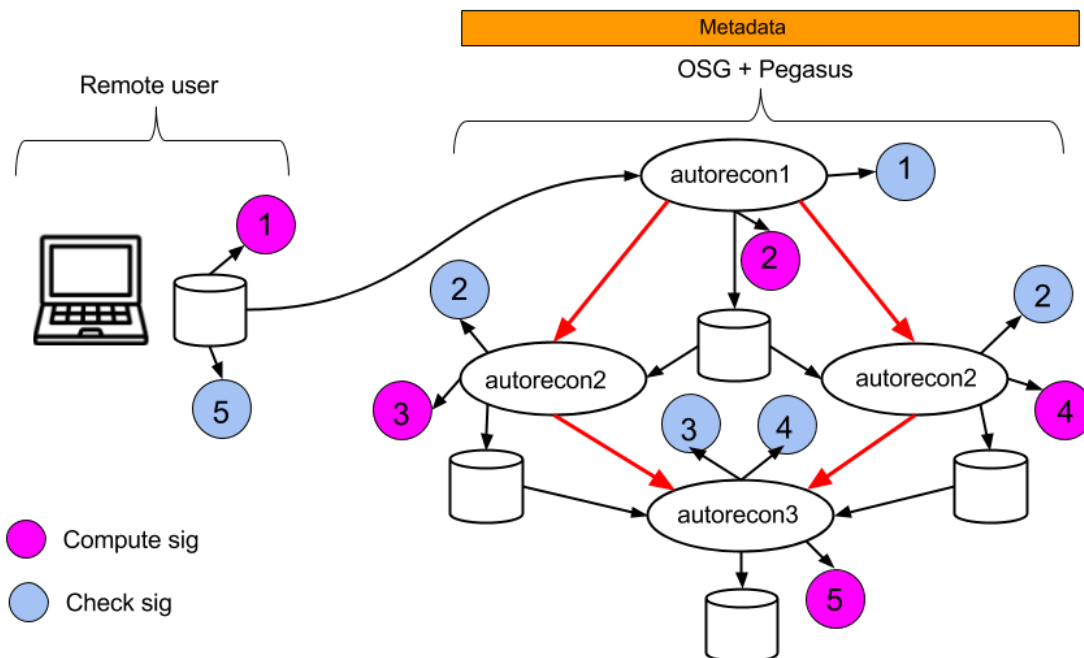 Metadata
OSG + Pegasus
Remote user
autorecon1
1
1
2
2
2
autorecon2
autorecon2
3
4
5
3
4
autorecon3
Compute sig
5
Check sig